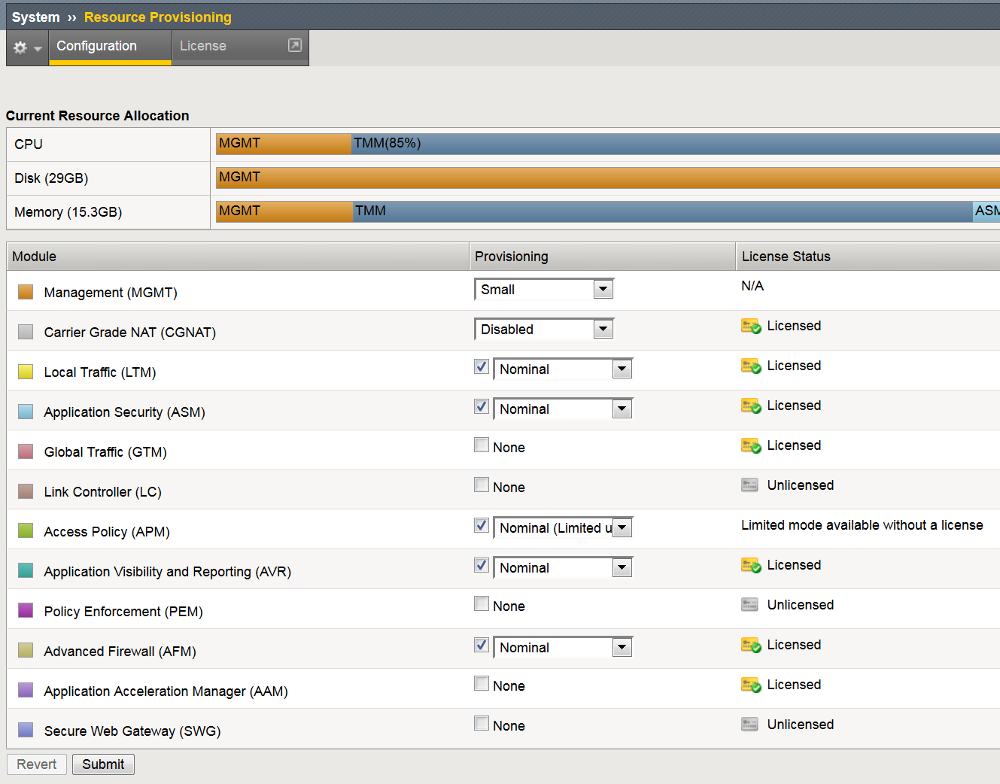 System ›› Resource Provisioning
Configuration License
Current Resource Allocation
CPU MGMT TMM(85%)
Disk (29GB) MGMT
Memory (15.3GB) MGMT TMM ASM
Module Provisioning License Status
Management (MGMT) Small N/A
Carrier Grade NAT (CGNAT) Disabled Licensed
Local Traffic (LTM) Nominal Licensed
Application Security (ASM) Nominal Licensed
Global Traffic (GTM) None Licensed
Link Controller (LC) None Unlicensed
Access Policy (APM) Nominal (Limited u Limited mode available without a license
Application Visibility and Reporting (AVR) Nominal Licensed
Policy Enforcement (PEM) None Unlicensed
Advanced Firewall (AFM) Nominal Licensed
Application Acceleration Manager (AAM) None Licensed
Secure Web Gateway (SWG) None Unlicensed
Revert Submit